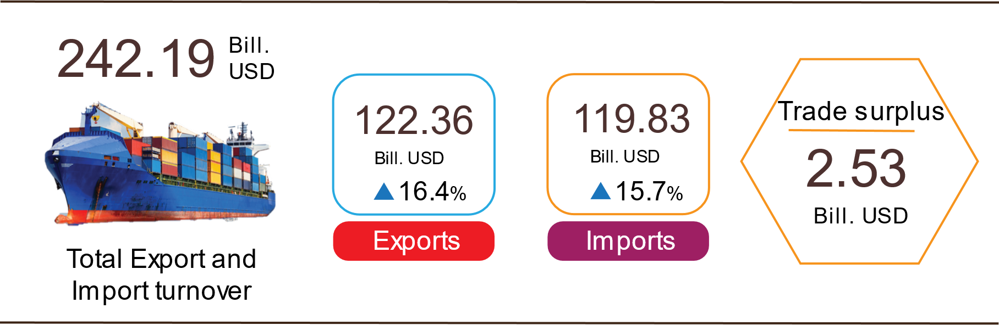 242.19 Bill.
USD
Total Export and
Import turnover
122.36
Bill. USD
16.4%
Exports
119.83
Bill. USD
15.7%
Imports
Trade surplus
2.53
Bill. USD